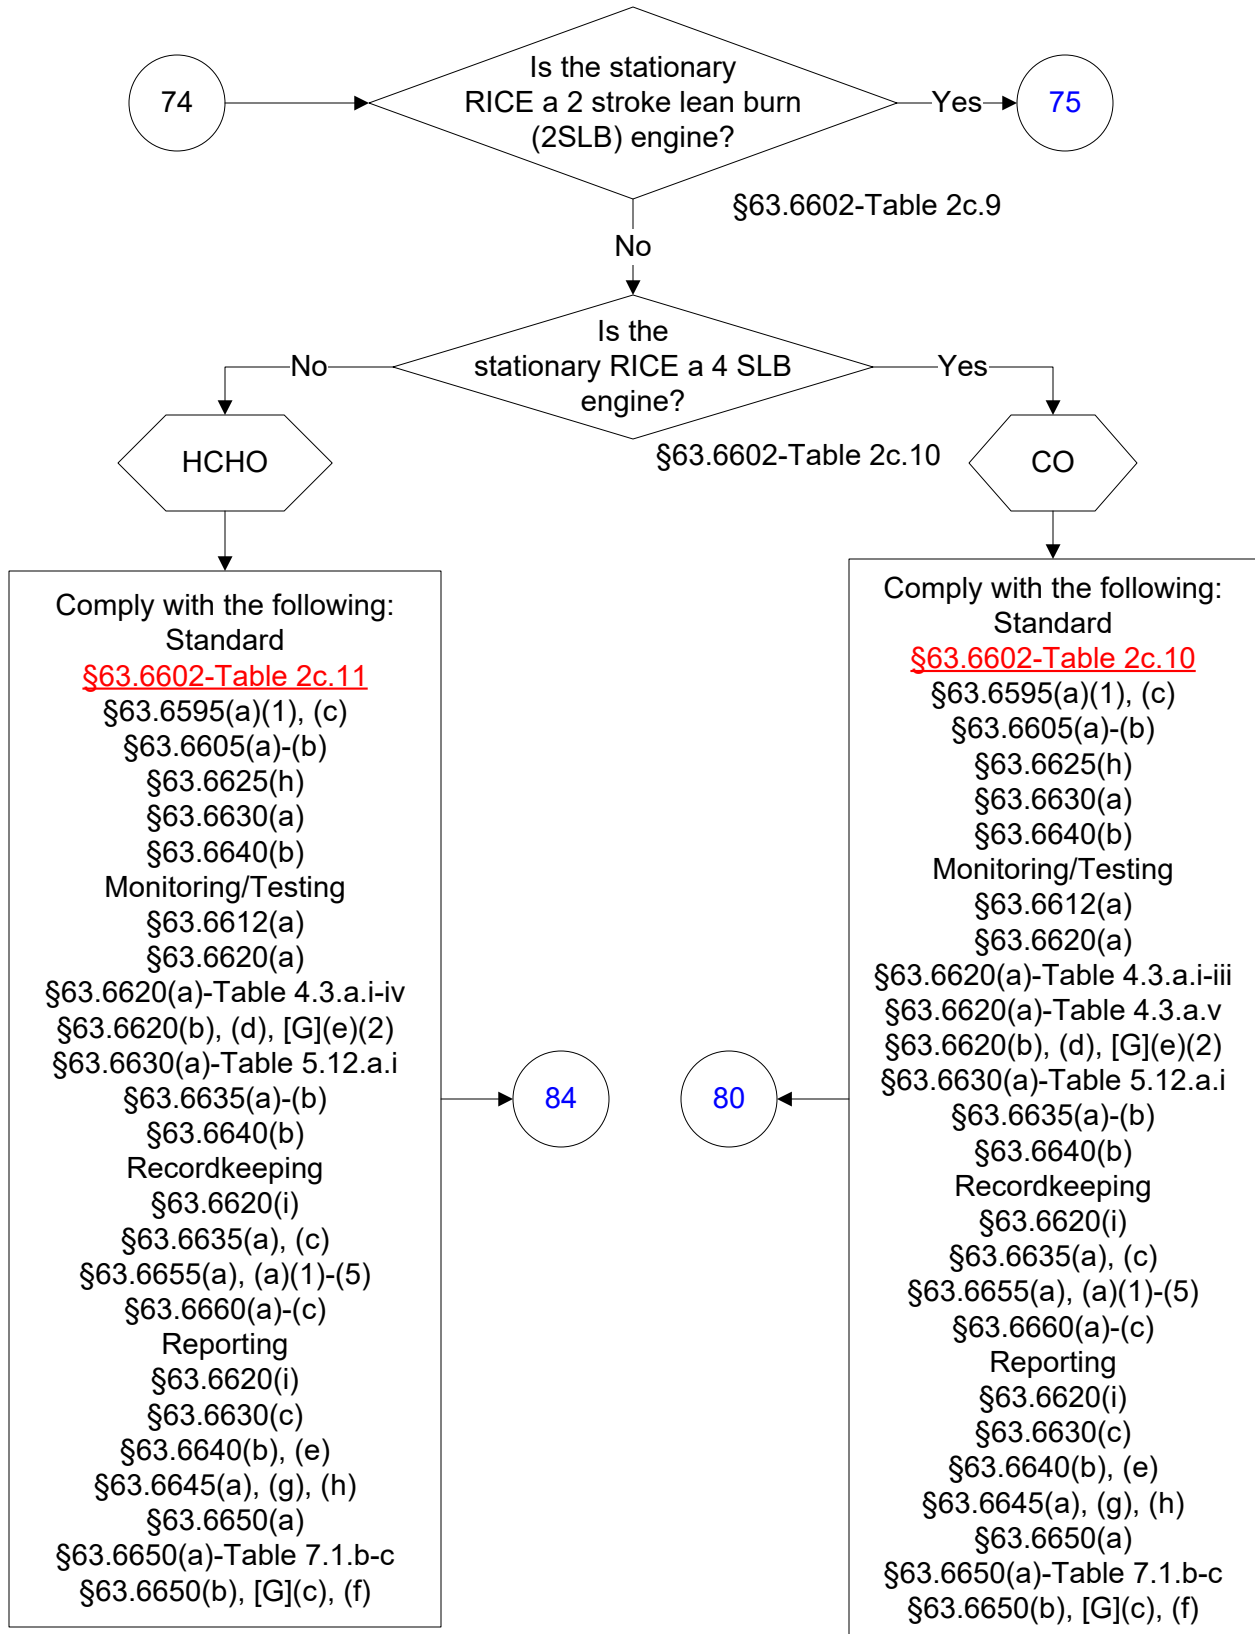 74
Is the stationary
RICE a 2 stroke lean burn
(2SLB) engine?
Yes
75
§63.6602-Table 2c.9
No
Is the
stationary RICE a 4 SLB
engine?
No
Yes
§63.6602-Table 2c.10
HCHO
CO
Comply with the following:
Standard
§63.6602-Table 2c.11
§63.6595(a)(1), (c)
§63.6605(a)-(b)
§63.6625(h)
§63.6630(a)
§63.6640(b)
Monitoring/Testing
§63.6612(a)
§63.6620(a)
§63.6620(a)-Table 4.3.a.i-iv
§63.6620(b), (d), [G](e)(2)
§63.6630(a)-Table 5.12.a.i
§63.6635(a)-(b)
§63.6640(b)
Recordkeeping
§63.6620(i)
§63.6635(a), (c)
§63.6655(a), (a)(1)-(5)
§63.6660(a)-(c)
Reporting
§63.6620(i)
§63.6630(c)
§63.6640(b), (e)
§63.6645(a), (g), (h)
§63.6650(a)
§63.6650(a)-Table 7.1.b-c
§63.6650(b), [G](c), (f)
84
80
Comply with the following:
Standard
§63.6602-Table 2c.10
§63.6595(a)(1), (c)
§63.6605(a)-(b)
§63.6625(h)
§63.6630(a)
§63.6640(b)
Monitoring/Testing
§63.6612(a)
§63.6620(a)
§63.6620(a)-Table 4.3.a.i-iii
§63.6620(a)-Table 4.3.a.v
§63.6620(b), (d), [G](e)(2)
§63.6630(a)-Table 5.12.a.i
§63.6635(a)-(b)
§63.6640(b)
Recordkeeping
§63.6620(i)
§63.6635(a), (c)
§63.6655(a), (a)(1)-(5)
§63.6660(a)-(c)
Reporting
§63.6620(i)
§63.6630(c)
§63.6640(b), (e)
§63.6645(a), (g), (h)
§63.6650(a)
§63.6650(a)-Table 7.1.b-c
§63.6650(b), [G](c), (f)